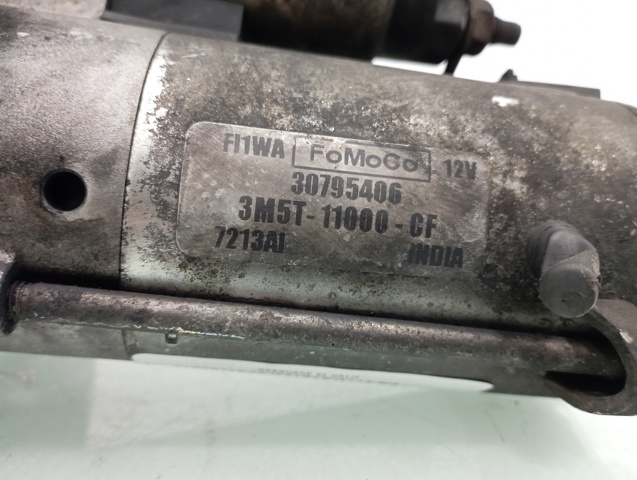 FI1WA FoMoCo 12V
30795406
3M5T-11000-CF
7213AI INDIA